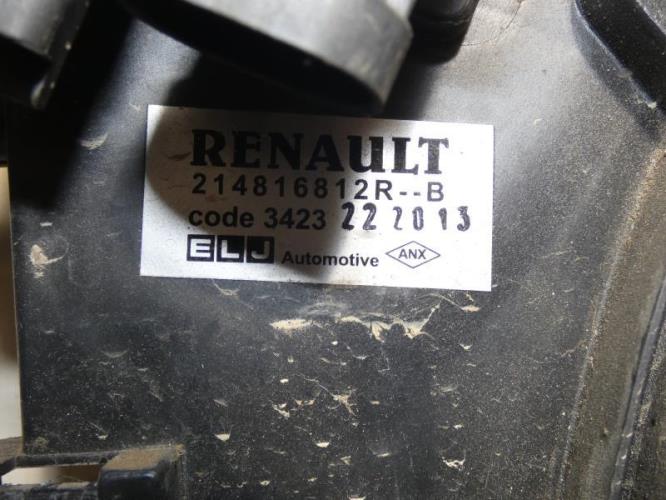 RENAULT
214816812R--B
code 3423 22 2013
ELJ Automotive ANX